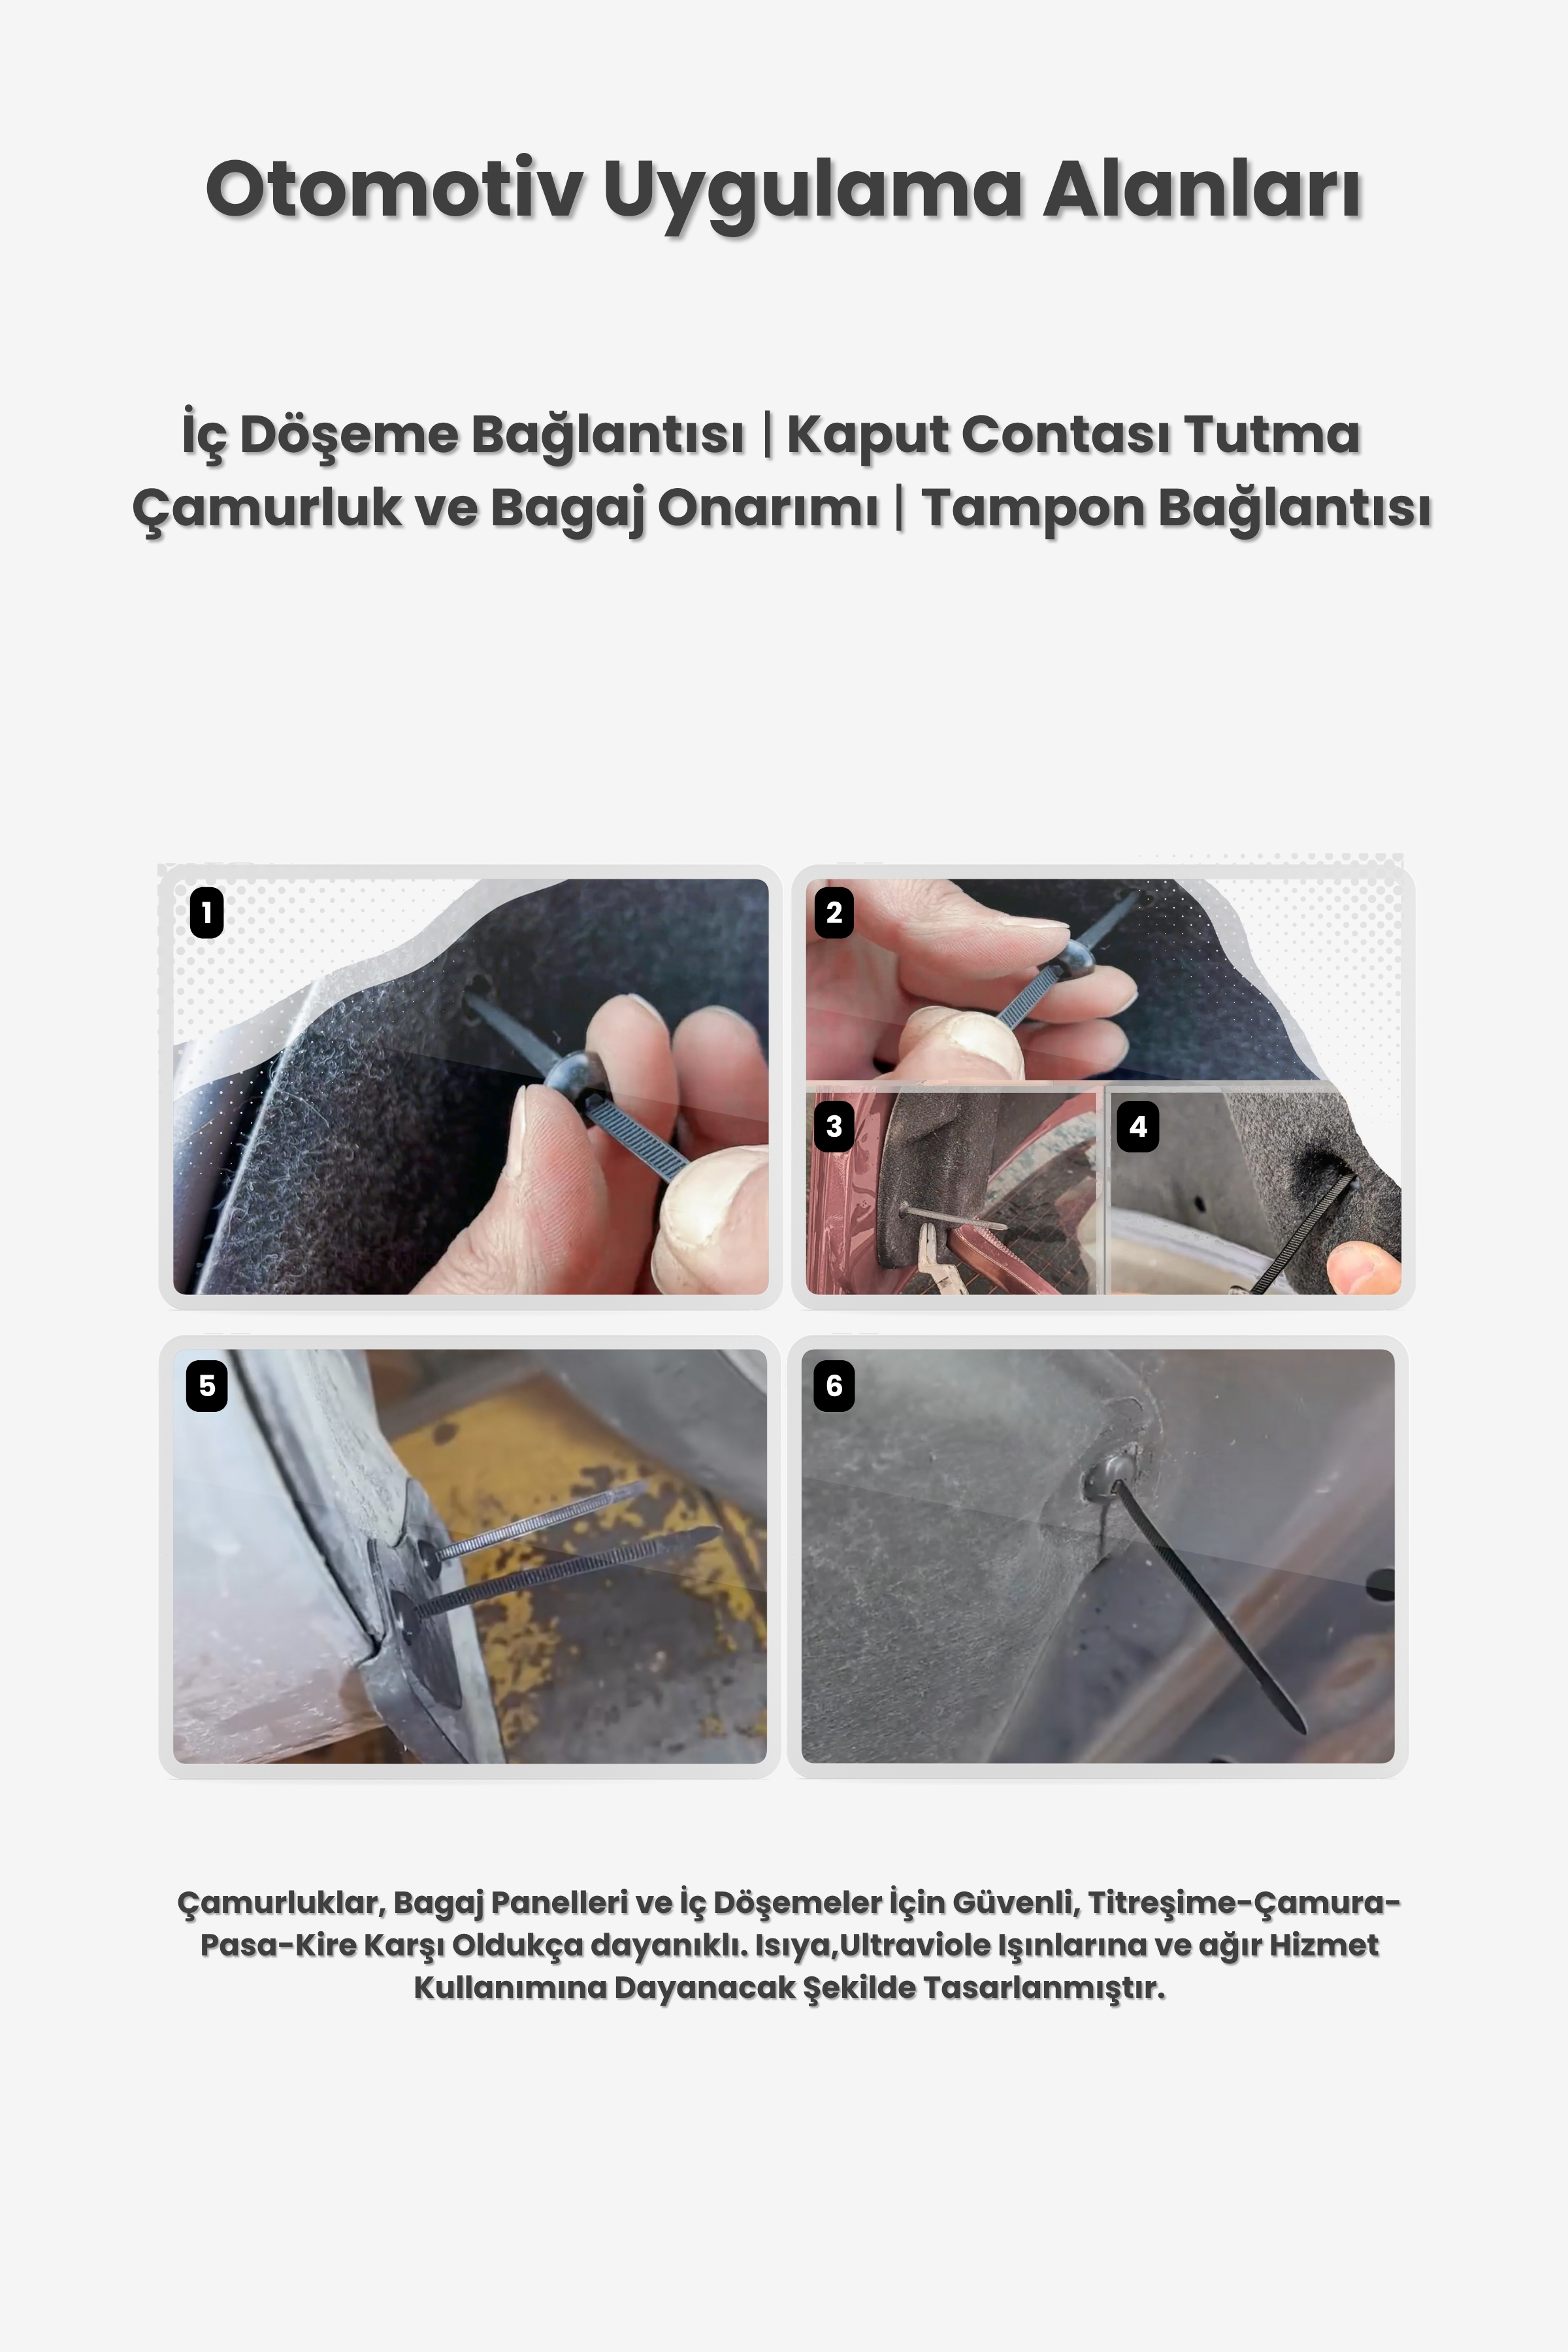 Otomotiv Uygulama Alanları
İç Döşeme Bağlantısı | Kaput Contası Tutma
Çamurluk ve Bagaj Onarımı | Tampon Bağlantısı
1
2
3
4
5
6
Çamurluklar, Bagaj Panelleri ve İç Döşemeler İçin Güvenli, Titreşime-Çamura-
Pasa-Kire Karşı Oldukça dayanıklı. Isıya,Ultraviole Işınlarına ve ağır Hizmet
Kullanımına Dayanacak Şekilde Tasarlanmıştır.